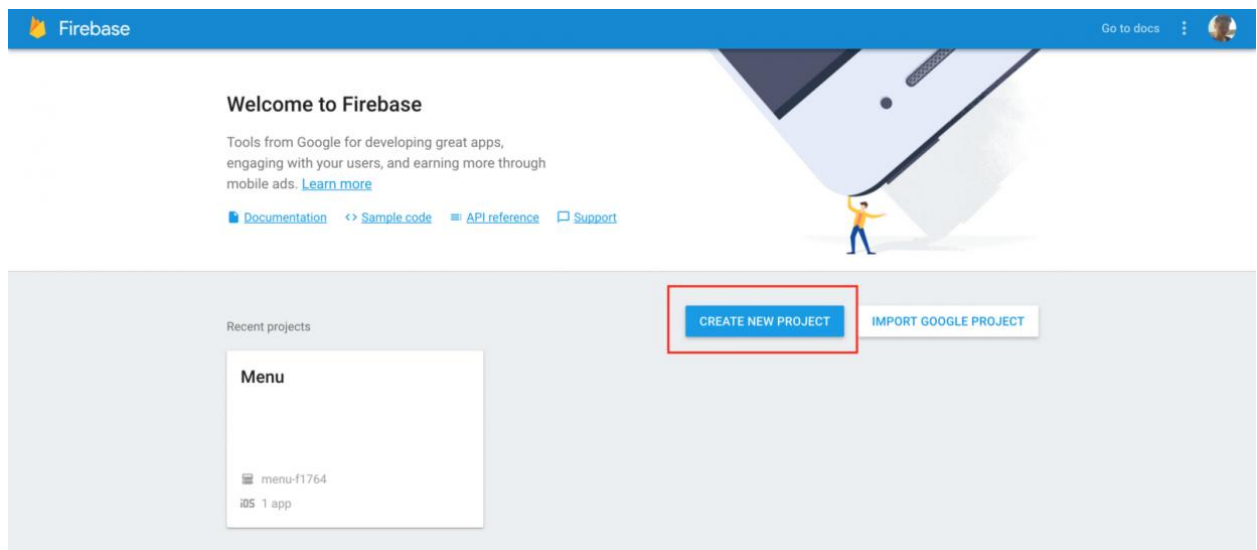 Firebase
Go to docs
Welcome to Firebase
Tools from Google for developing great apps,
engaging with your users, and earning more through
mobile ads. Learn more
Documentation <> Sample code API reference Support
Recent projects
CREATE NEW PROJECT
IMPORT GOOGLE PROJECT
Menu
menu-f1764
iOS 1 app